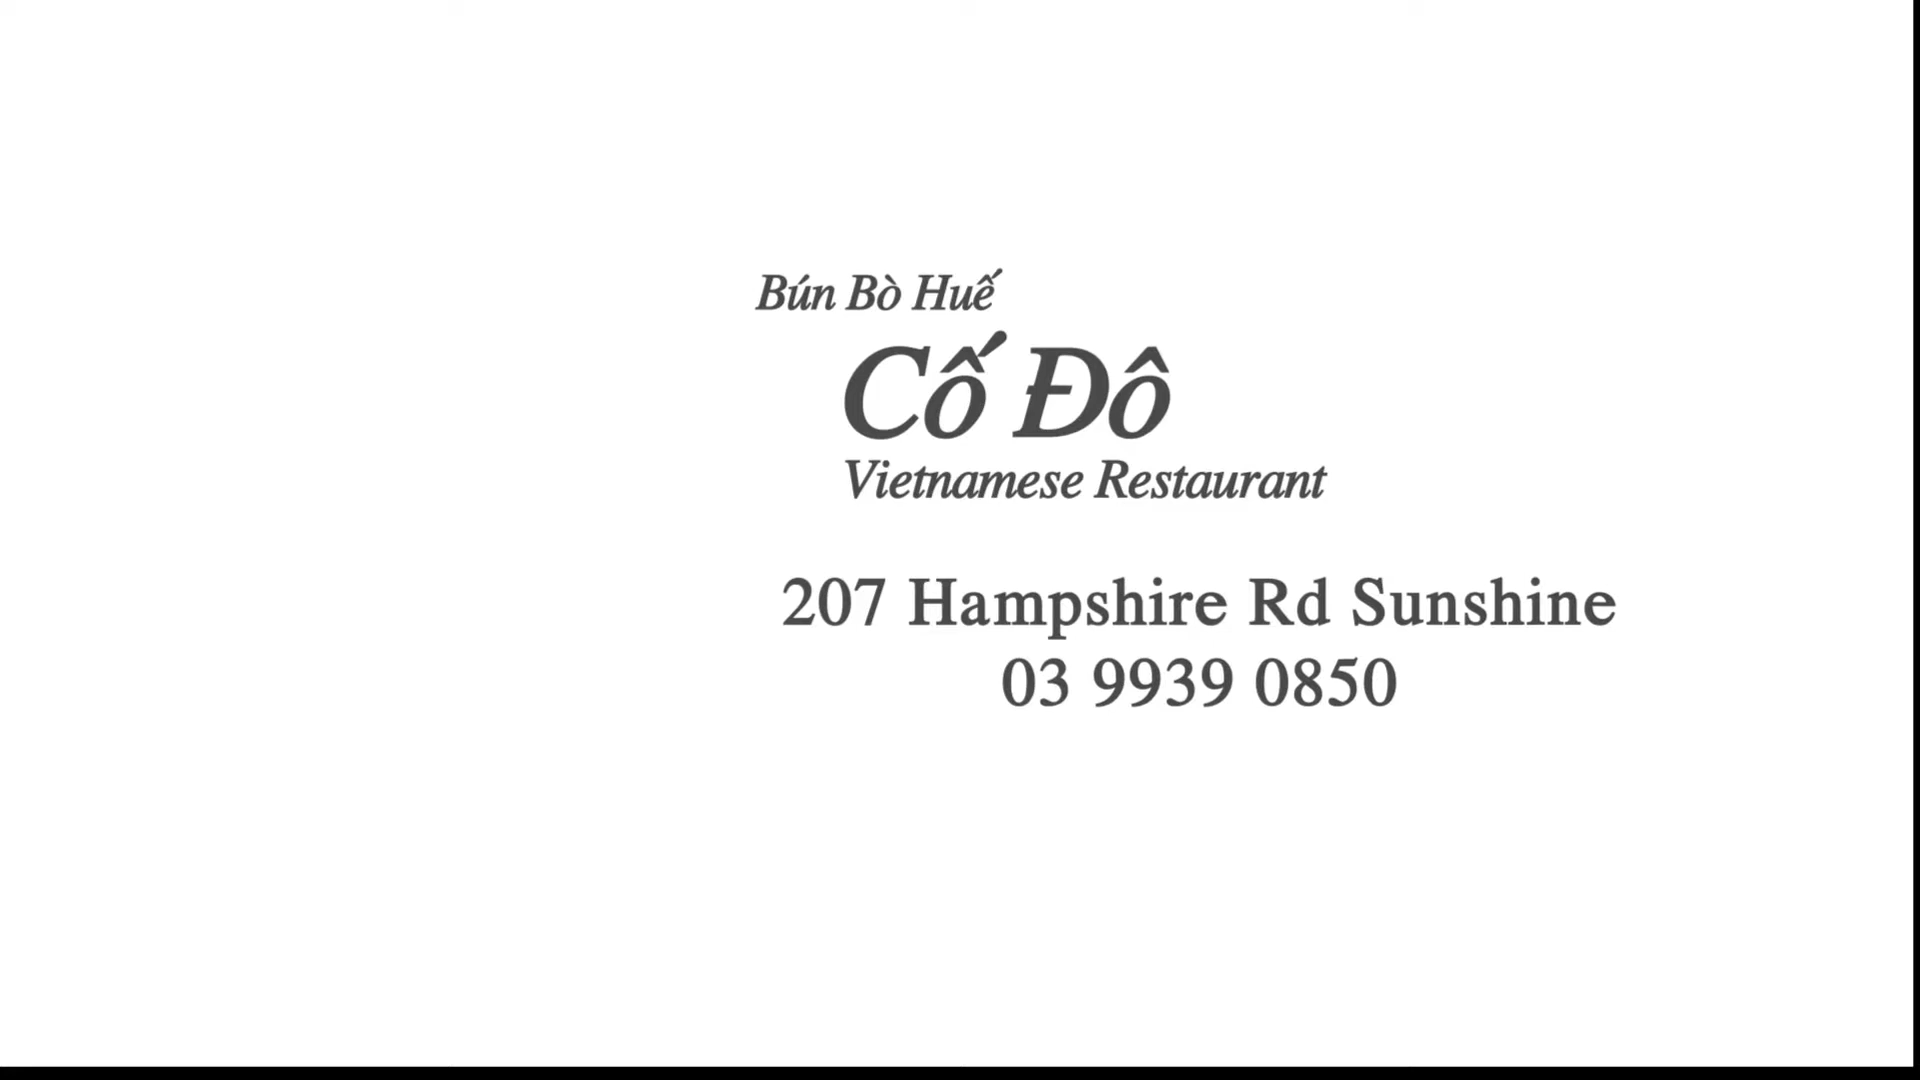 Bún Bò Huế
Cố Đô
Vietnamese Restaurant
207 Hampshire Rd Sunshine
03 9939 0850